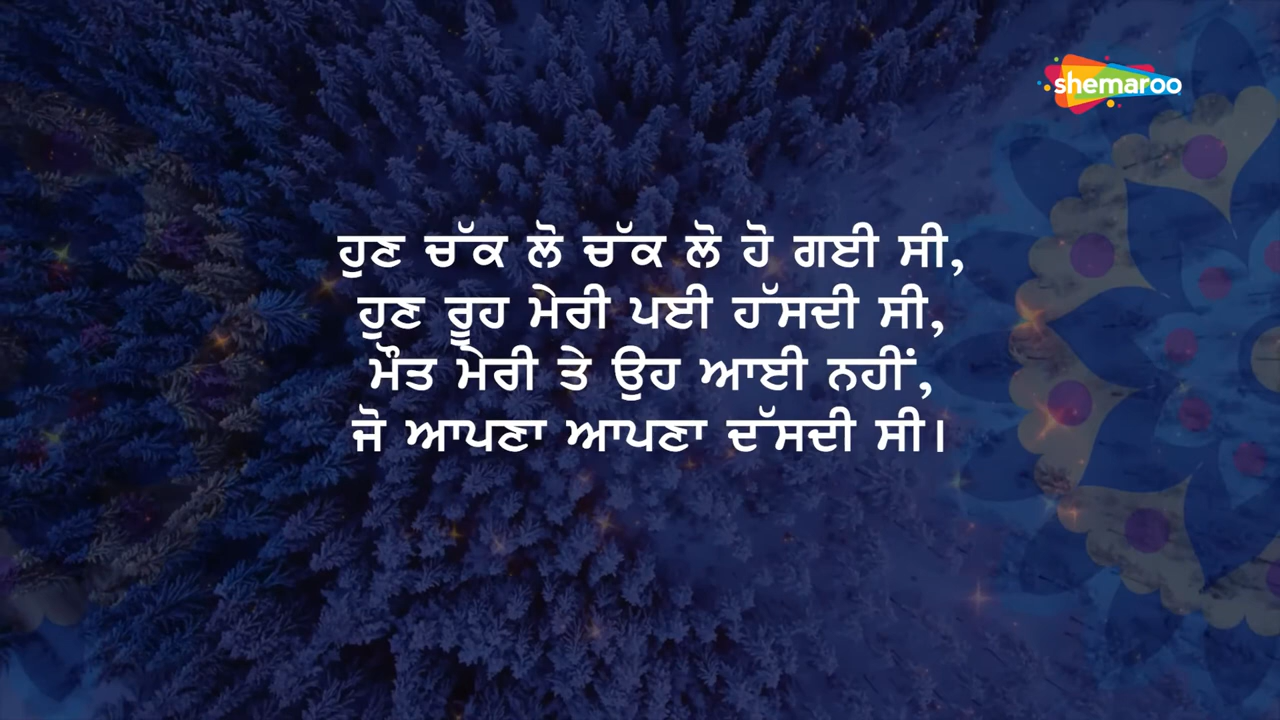 shemaroo
ਹੁਣ ਚੱਕ ਲੋ ਚੱਕ ਲੋ ਹੋ ਗਈ ਸੀ,
ਹੁਣ ਰੂਹ ਮੇਰੀ ਪਈ ਹੱਸਦੀ ਸੀ,
ਮੌਤ ਮੇਰੀ ਤੇ ਉਹ ਆਈ ਨਹੀਂ,
ਜੋ ਆਪਣਾ ਆਪਣਾ ਦੱਸਦੀ ਸੀ।